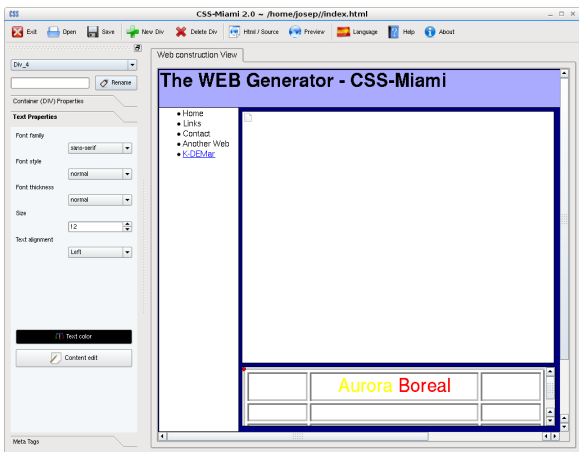 CSS CSS-Miami 2.0 ~ /home/josep//index.html
Exit Open Save New Div Delete Div Html / Source Preview Language Help About
Div_4
Rename
Container (DIV) Properties
Text Properties
Font family
sans-serif
Font style
normal
Font thickness
normal
Size
12
Text alignment
Left
Text color
Content edit
Meta Tags
Web construction View
The WEB Generator - CSS-Miami
Home
Links
Contact
Another Web
K-DEMar
Aurora Boreal